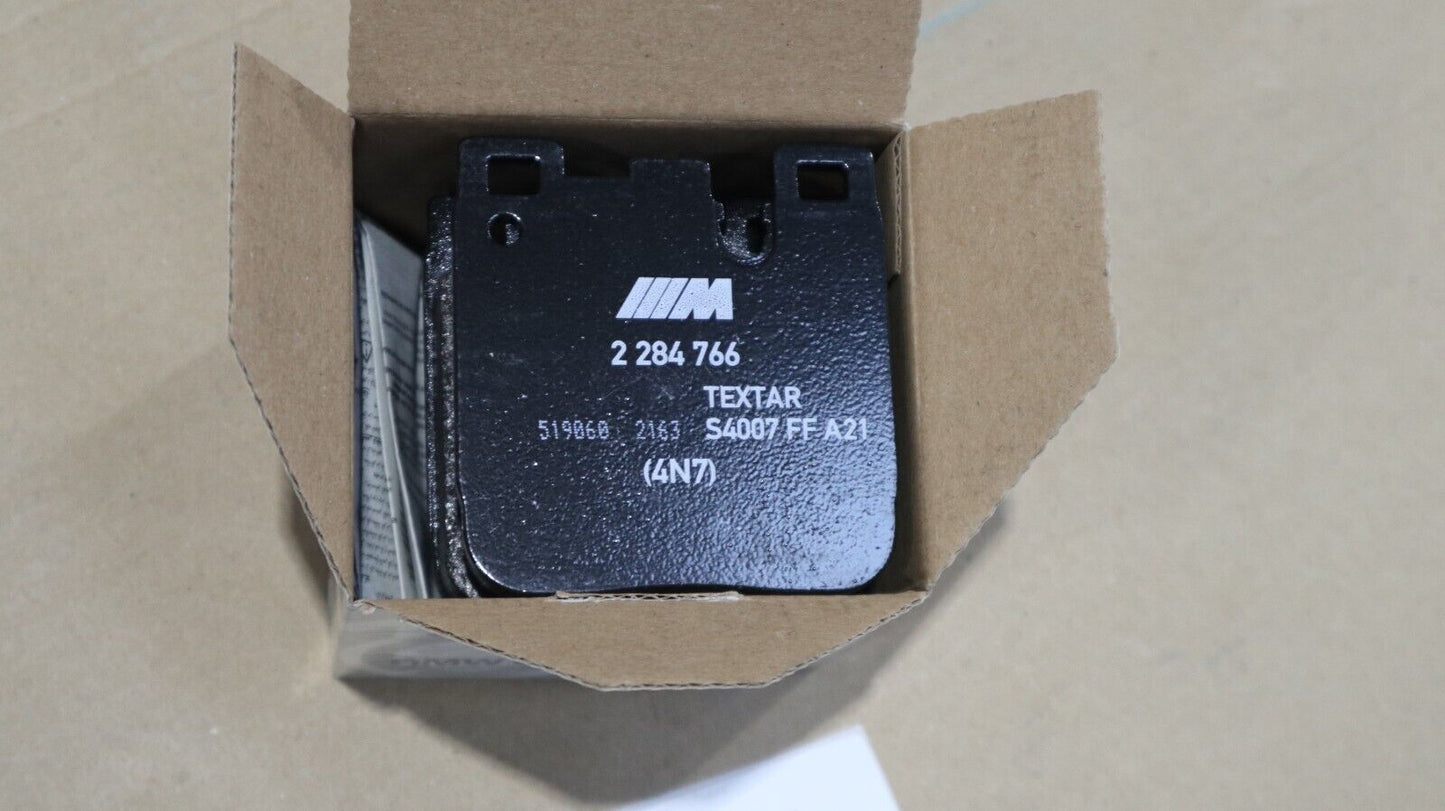 M
2 284 766
TEXTAR
519060 2163 S4007 FF A21
(4N7)